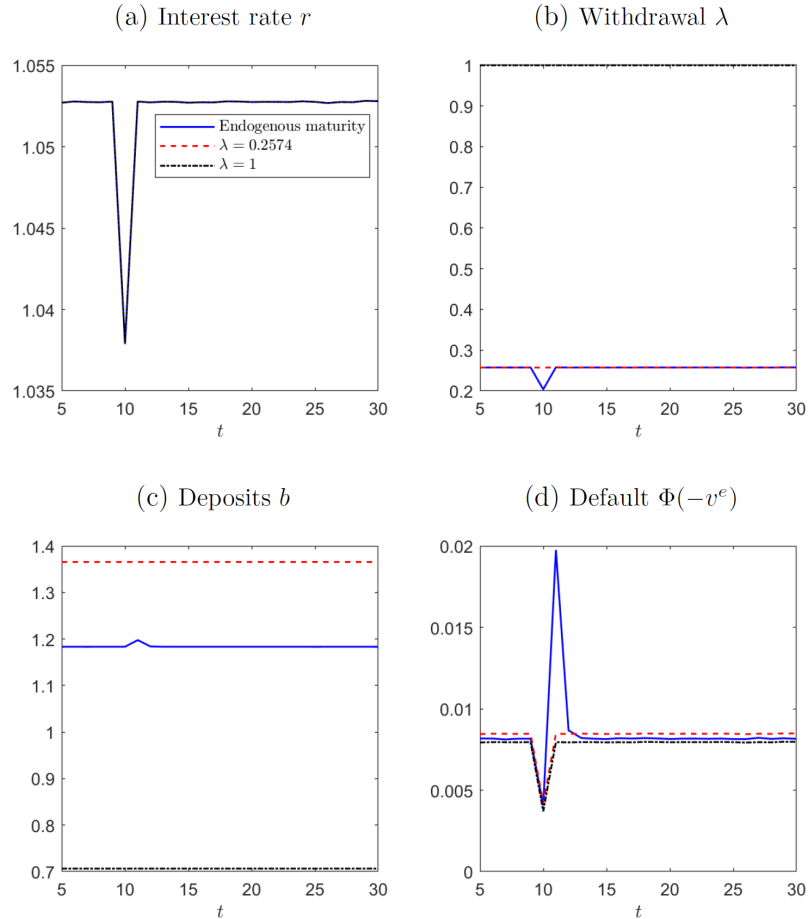 (a) Interest rate r
1.055
1.05
1.045
1.04
1.035
5 10 15 20 25 30
t
Endogenous maturity
λ = 0.2574
λ = 1
(b) Withdrawal λ
1
0.9
0.8
0.7
0.6
0.5
0.4
0.3
0.2
5 10 15 20 25 30
t
(c) Deposits b
1.4
1.3
1.2
1.1
1
0.9
0.8
0.7
5 10 15 20 25 30
t
(d) Default Φ(−vᵉ)
0.02
0.015
0.01
0.005
0
5 10 15 20 25 30
t